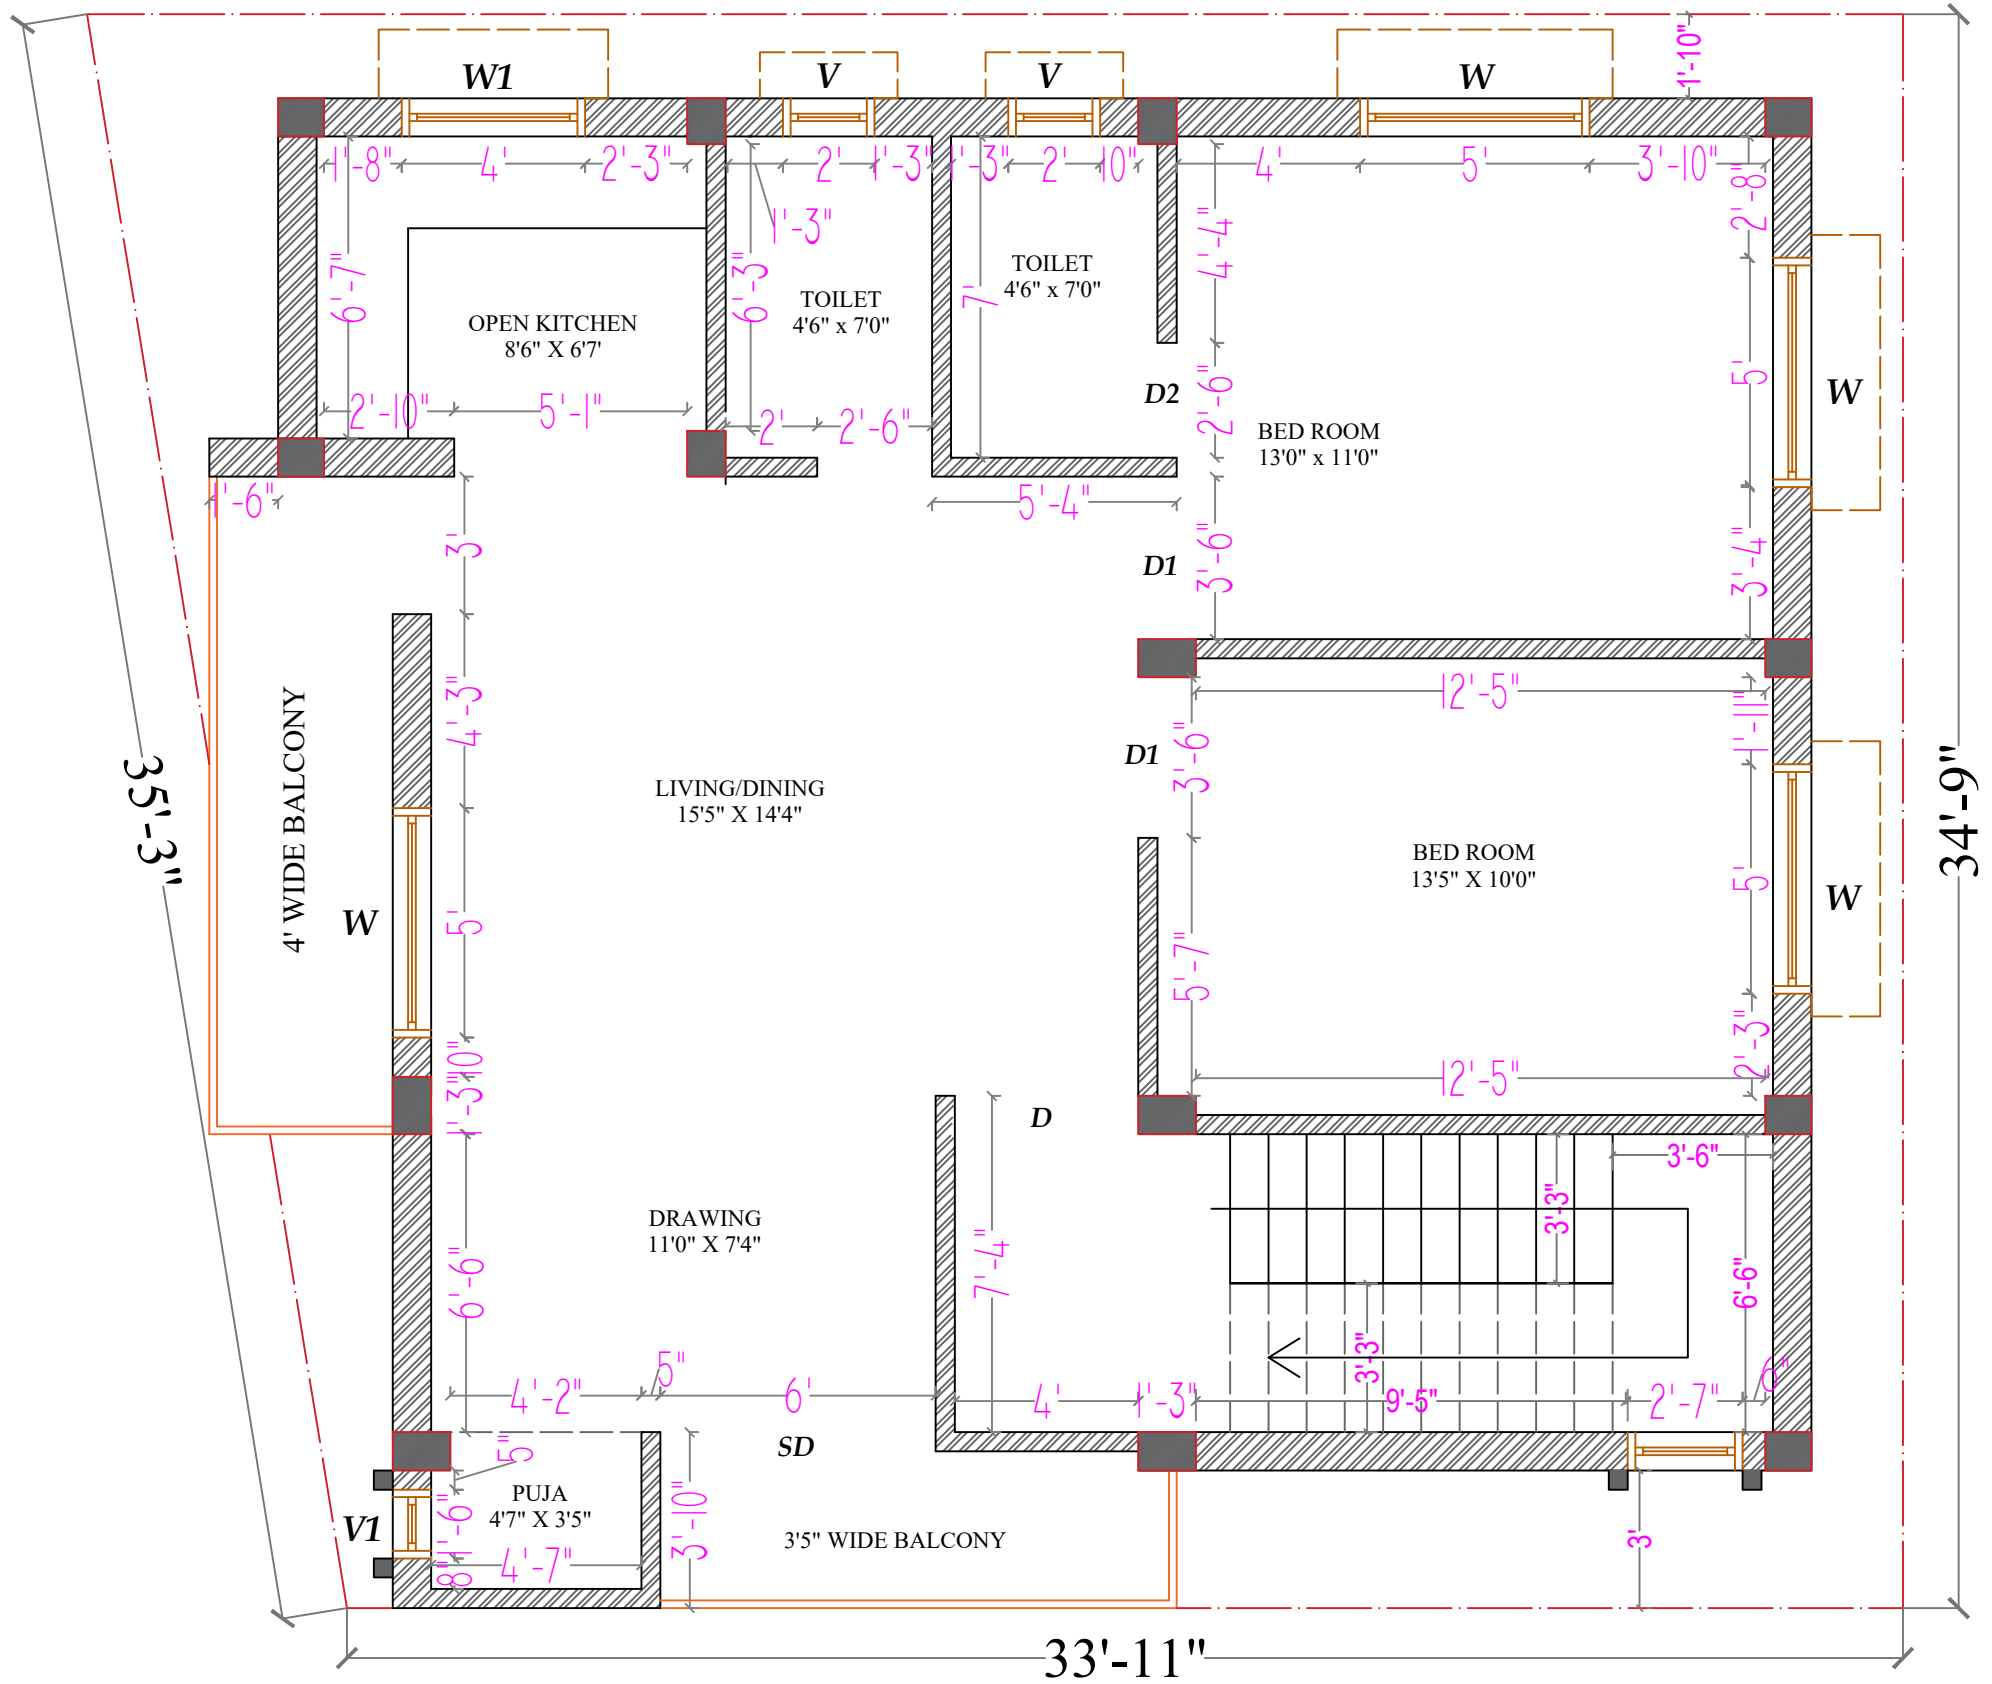 1'-10"
W1
V
V
W
1'-8"
4'
2'-3"
2'
1'-3"
1'-3"
2'
10"
4'
5'
3'-10"
1'-3"
2'-8"
4'-4"
6'-7"
6'-3"
7'
TOILET
4'6" x 7'0"
TOILET
4'6" x 7'0"
OPEN KITCHEN
8'6" X 6'7'
D2
2'-6"
5'
W
2'-10"
5'-1"
2'
2'-6"
BED ROOM
13'0" x 11'0"
1'-6"
5'-4"
3'
D1
3'-6"
3'-4"
4'-3"
12'-5"
1'-11"
D1
3'-6"
4' WIDE BALCONY
35'-3"
34'-9"
LIVING/DINING
15'5" X 14'4"
BED ROOM
13'5" X 10'0"
W
5'
5'-7"
5'
W
10"
1'-3"
12'-5"
2'-3"
D
3'-6"
3'-3"
DRAWING
11'0" X 7'4"
6'-6"
7'-4"
6'-6"
3'-3"
5"
6"
4'-2"
6'
4'
1'-3"
9'-5"
2'-7"
SD
5"
PUJA
4'7" X 3'5"
V1
1'-6"
3'-10"
3'5" WIDE BALCONY
3'
8"
4'-7"
33'-11"